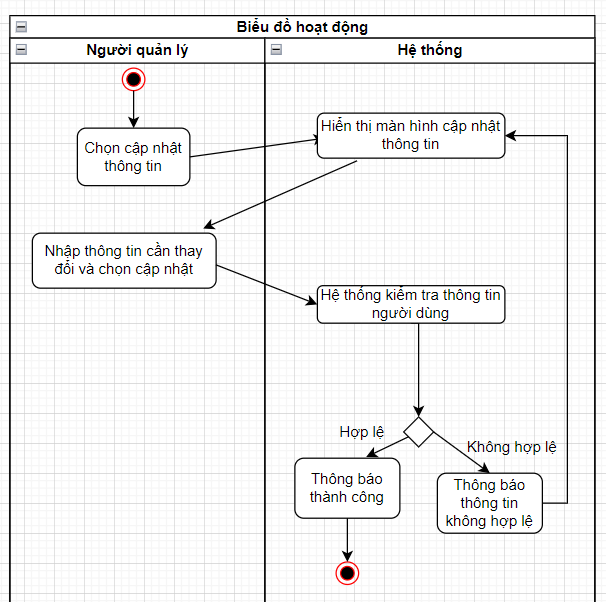 Biểu đồ hoạt động
Người quản lý
Hệ thống
Chọn cập nhật
thông tin
Hiển thị màn hình cập nhật
thông tin
Nhập thông tin cần thay
đổi và chọn cập nhật
Hệ thống kiểm tra thông tin
người dùng
Hợp lệ
Không hợp lệ
Thông báo
thành công
Thông báo
thông tin
không hợp lệ